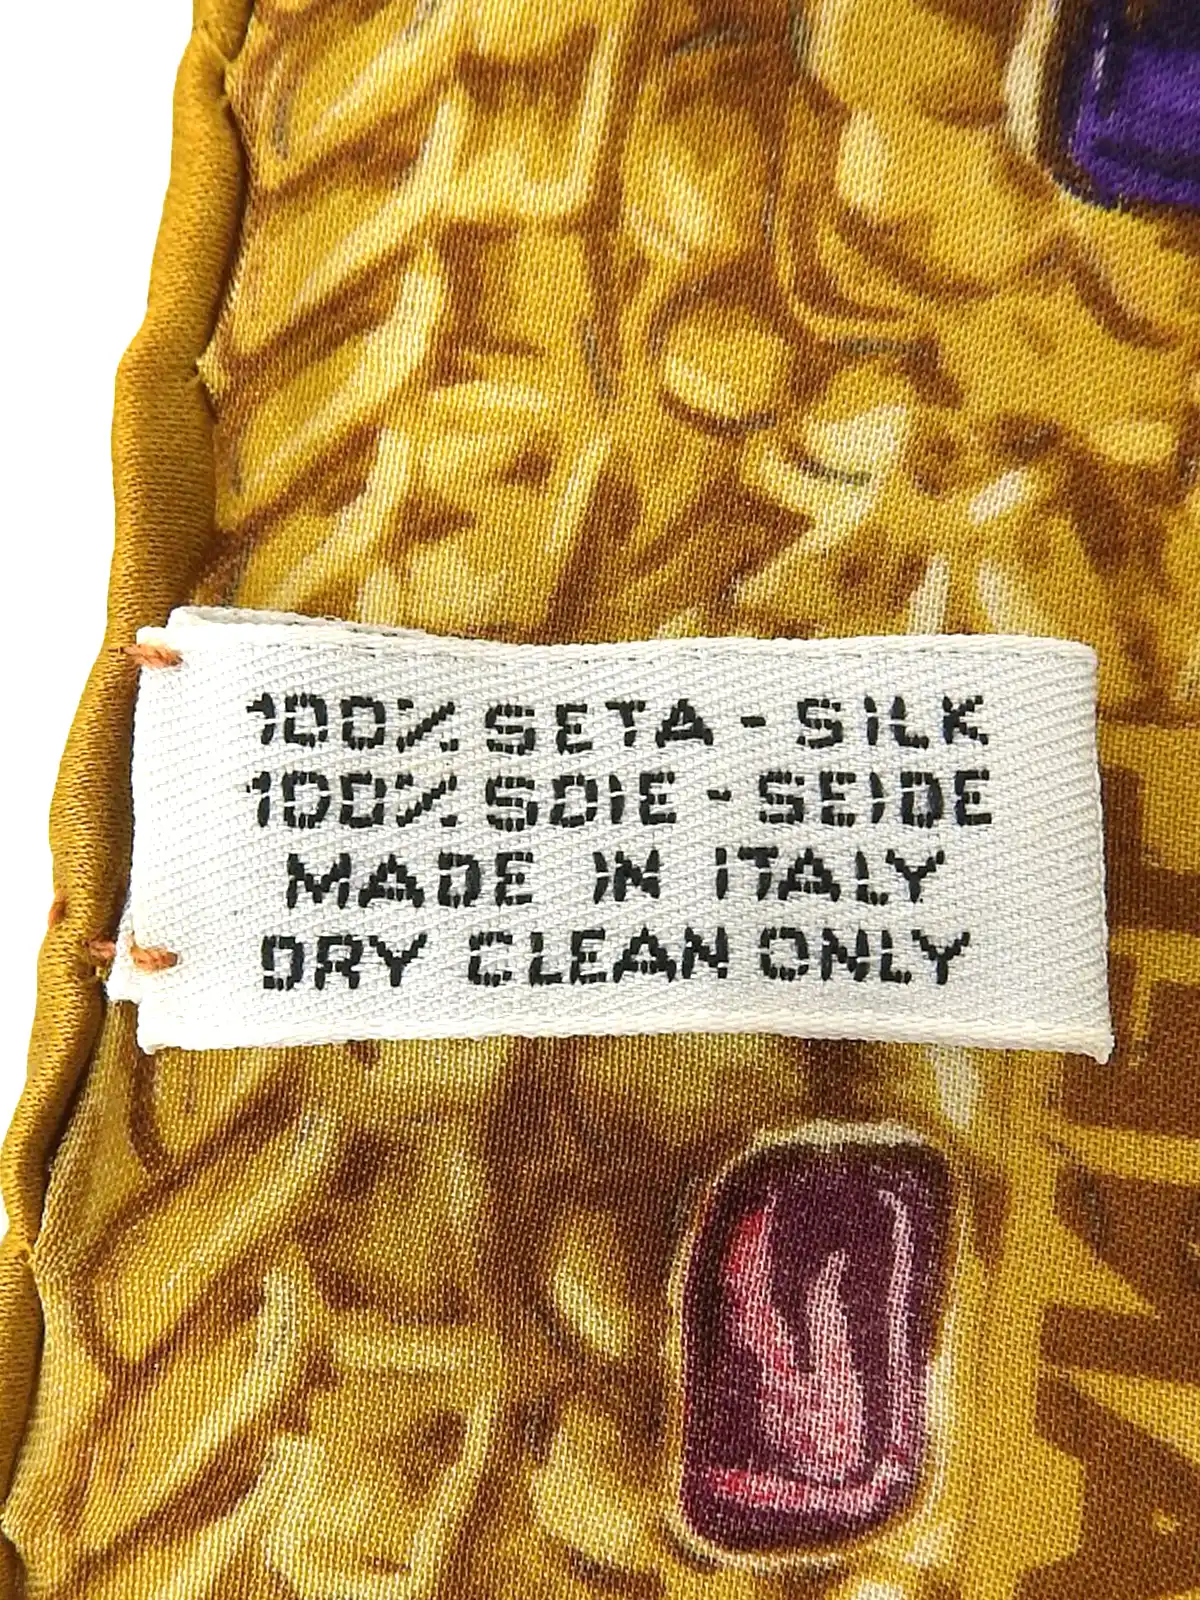 100% SETA - SILK
100% SOIE - SEIDE
MADE IN ITALY
DRY CLEAN ONLY